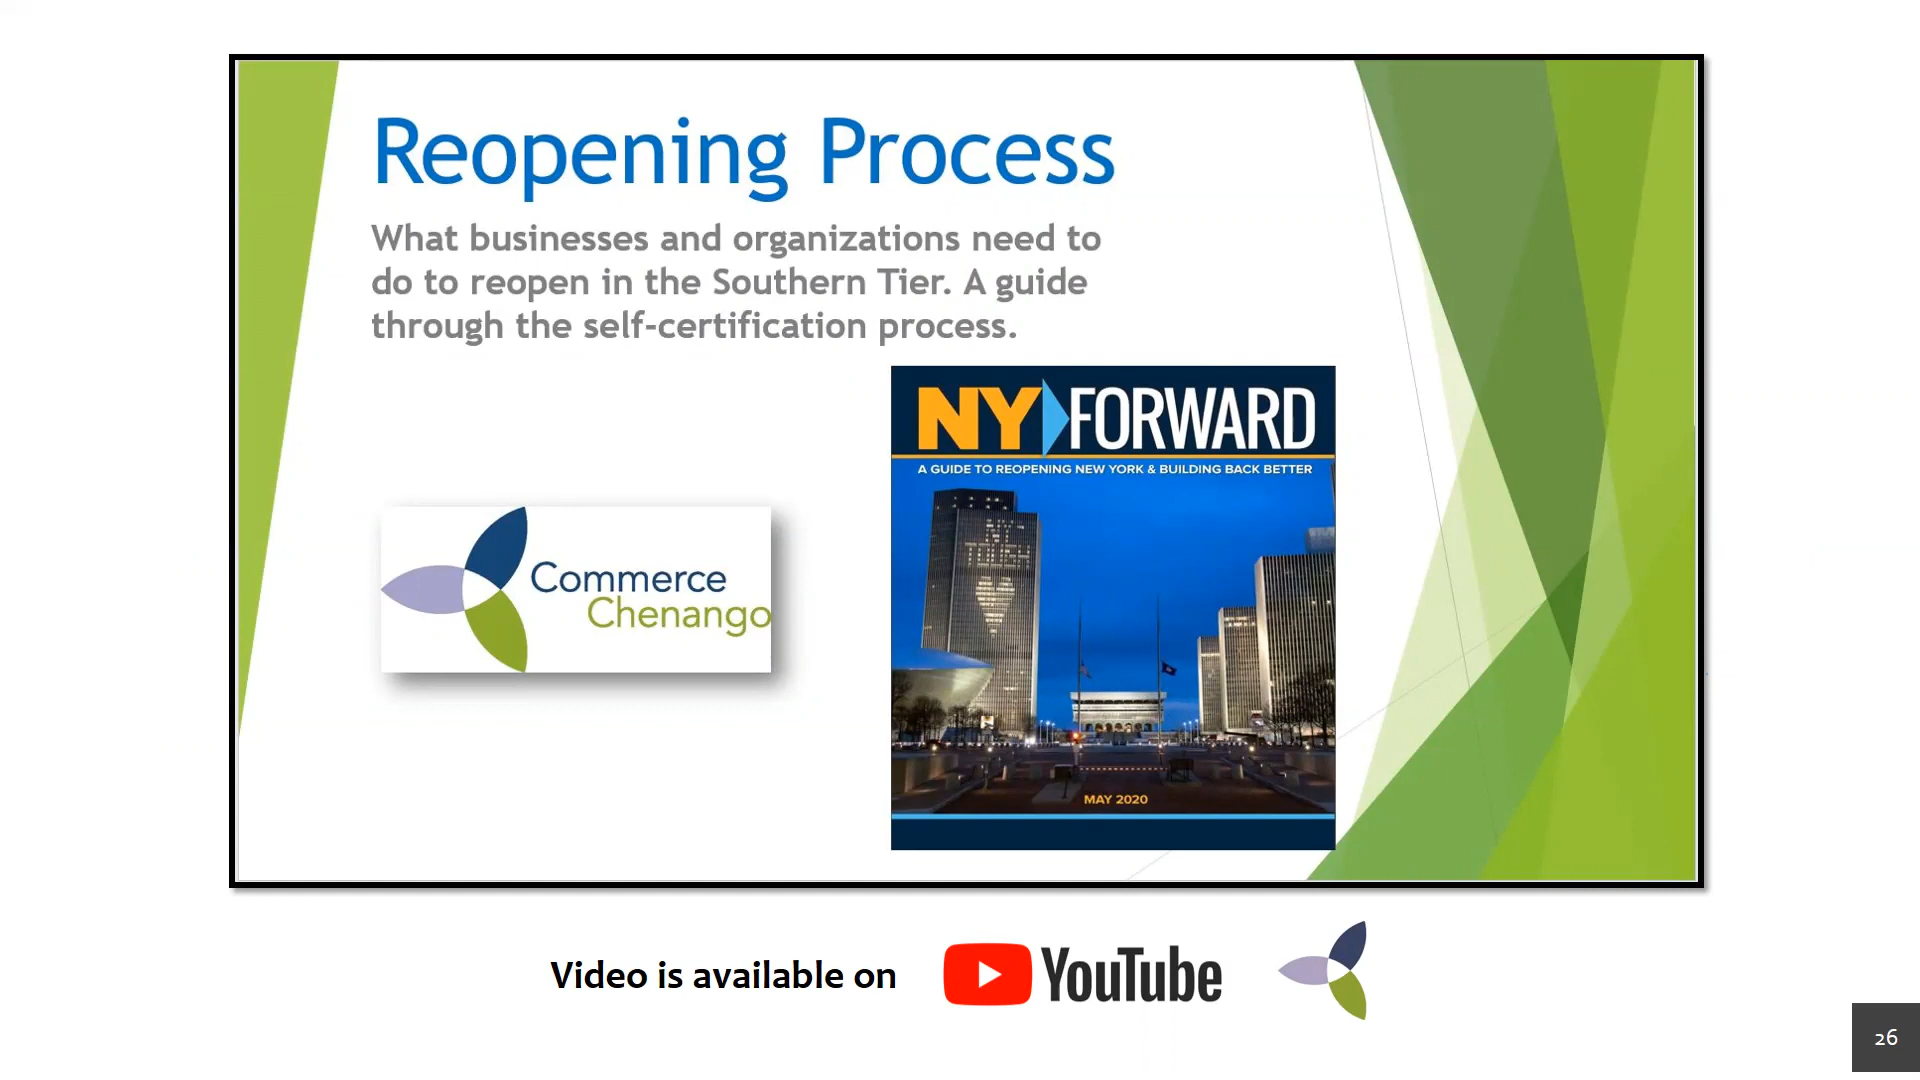 Reopening Process
What businesses and organizations need to
do to reopen in the Southern Tier. A guide
through the self-certification process.
NY FORWARD
A GUIDE TO REOPENING NEW YORK & BUILDING BACK BETTER
NY
TOUGH
Commerce
Chenango
MAY 2020
Video is available on
YouTube
26